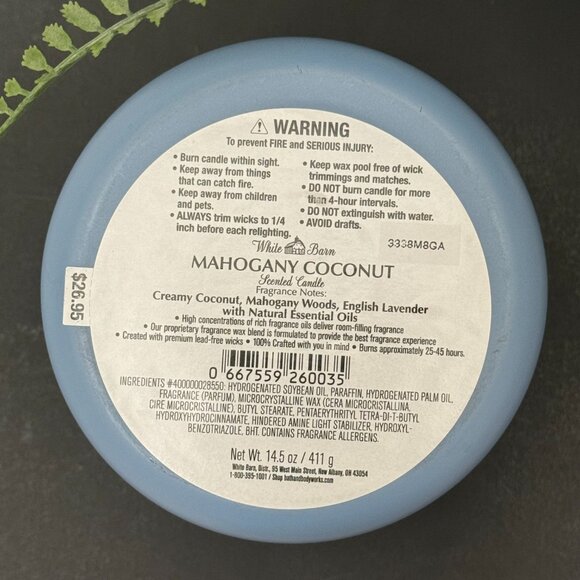 ⚠ WARNING
To prevent FIRE and SERIOUS INJURY:
• Burn candle within sight.
• Keep away from things
that can catch fire.
• Keep away from children
and pets.
• ALWAYS trim wicks to 1/4
inch before each relighting.
• Keep wax pool free of wick
trimmings and matches.
• DO NOT burn candle for more
than 4-hour intervals.
• DO NOT extinguish with water.
• AVOID drafts.
3338M8GA
White Barn
MAHOGANY COCONUT
Scented Candle
Fragrance Notes:
Creamy Coconut, Mahogany Woods, English Lavender
with Natural Essential Oils
• High concentrations of rich fragrance oils deliver room-filling fragrance
• Our proprietary fragrance wax blend is formulated to provide the best fragrance experience
• Created with premium lead-free wicks • 100% Crafted with you in mind • Burns approximately 25-45 hours.
0 667559 260035
INGREDIENTS #400000028550: HYDROGENATED SOYBEAN OIL, PARAFFIN, HYDROGENATED PALM OIL,
FRAGRANCE (PARFUM), MICROCRYSTALLINE WAX (CERA MICROCRISTALLINA,
CIRE MICROCRISTALLINE), BUTYL STEARATE, PENTAERYTHRITYL TETRA-DI-T-BUTYL
HYDROXYHYDROCINNAMATE, HINDERED AMINE LIGHT STABILIZER, HYDROXYL-
BENZOTRIAZOLE, BHT. CONTAINS FRAGRANCE ALLERGENS.
Net Wt. 14.5 oz / 411 g
White Barn, Distr., 95 West Main Street, New Albany, OH 43054
1-800-395-1001 / Shop bathandbodyworks.com
$26.95